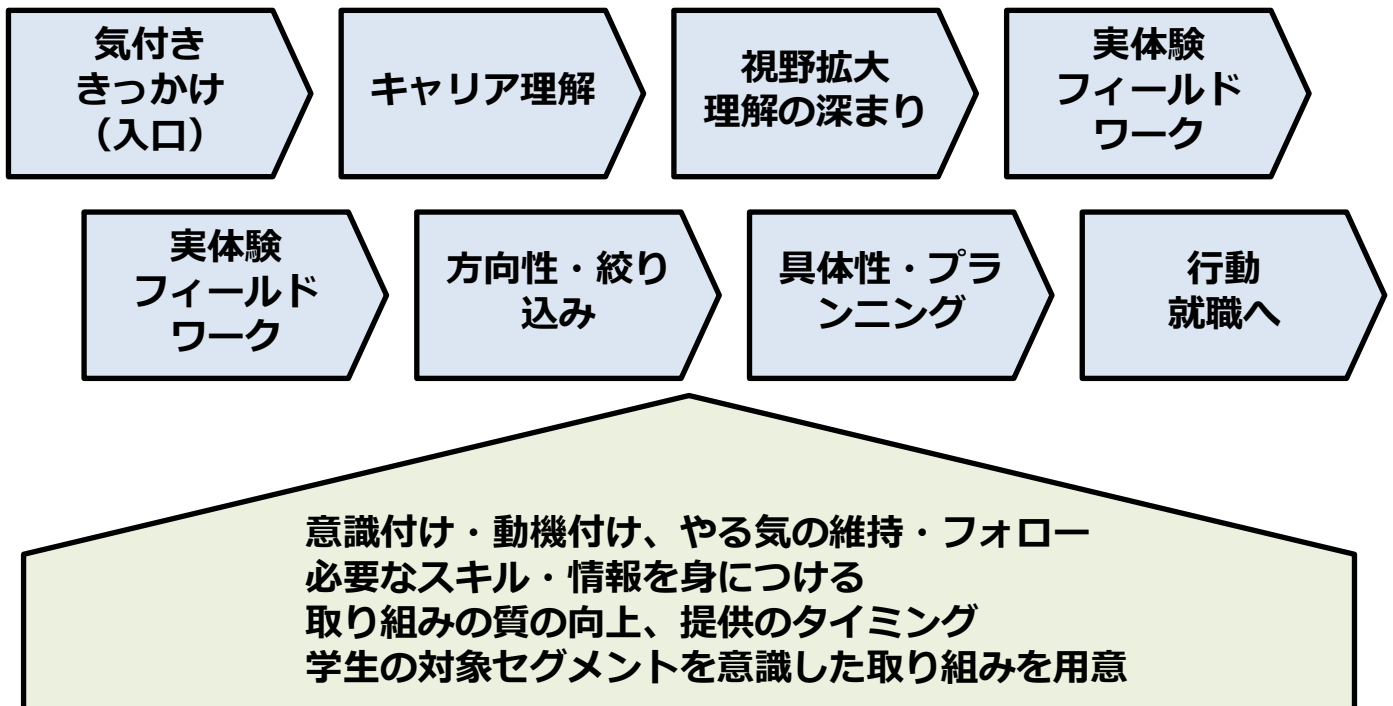 気付き
きっかけ
（入口）
キャリア理解
視野拡大
理解の深まり
実体験
フィールド
ワーク
実体験
フィールド
ワーク
方向性・絞り
込み
具体性・プラ
ンニング
行動
就職へ
意識付け・動機付け、やる気の維持・フォロー
必要なスキル・情報を身につける
取り組みの質の向上、提供のタイミング
学生の対象セグメントを意識した取り組みを用意